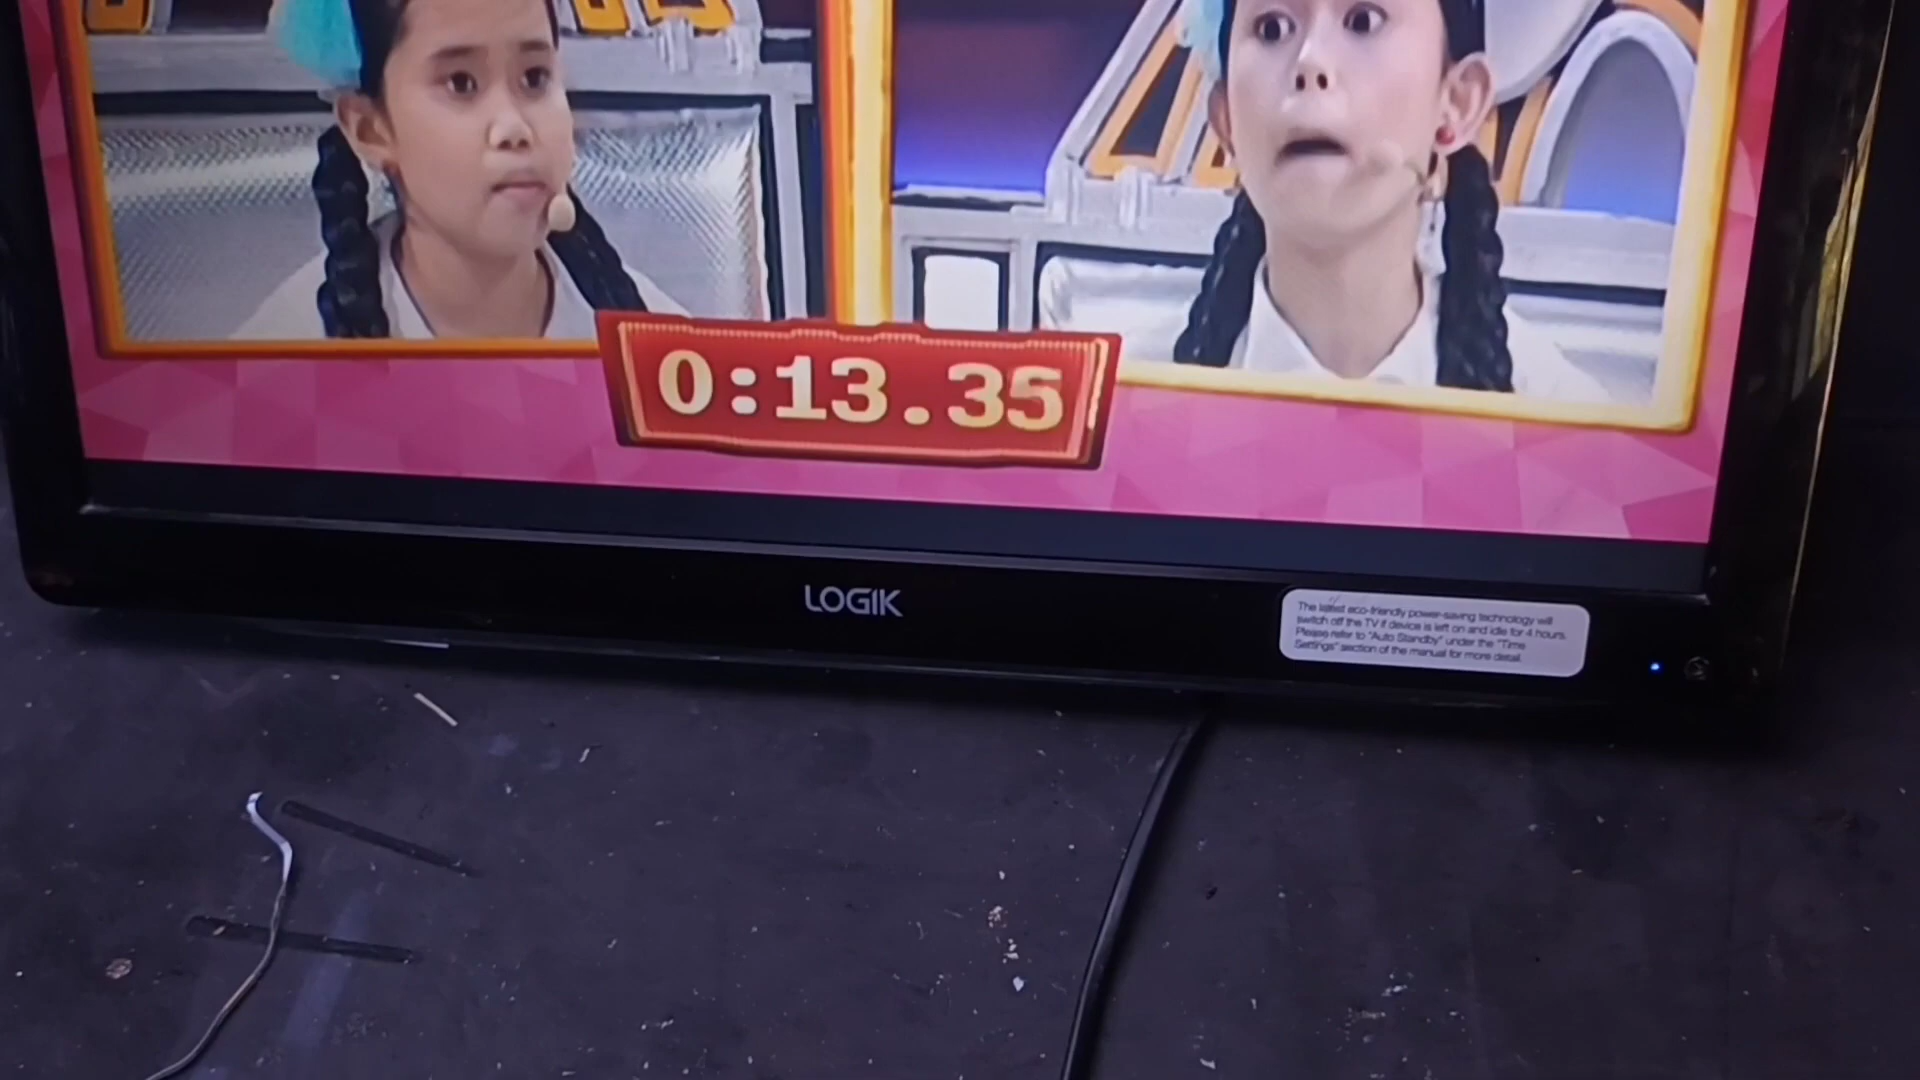 0:13.35
LOGIK
The latest eco-friendly power-saving technology will
switch off the TV if device is left on and idle for 4 hours.
Please refer to "Auto Standby" under the "Time
Settings" section of the manual for more detail.